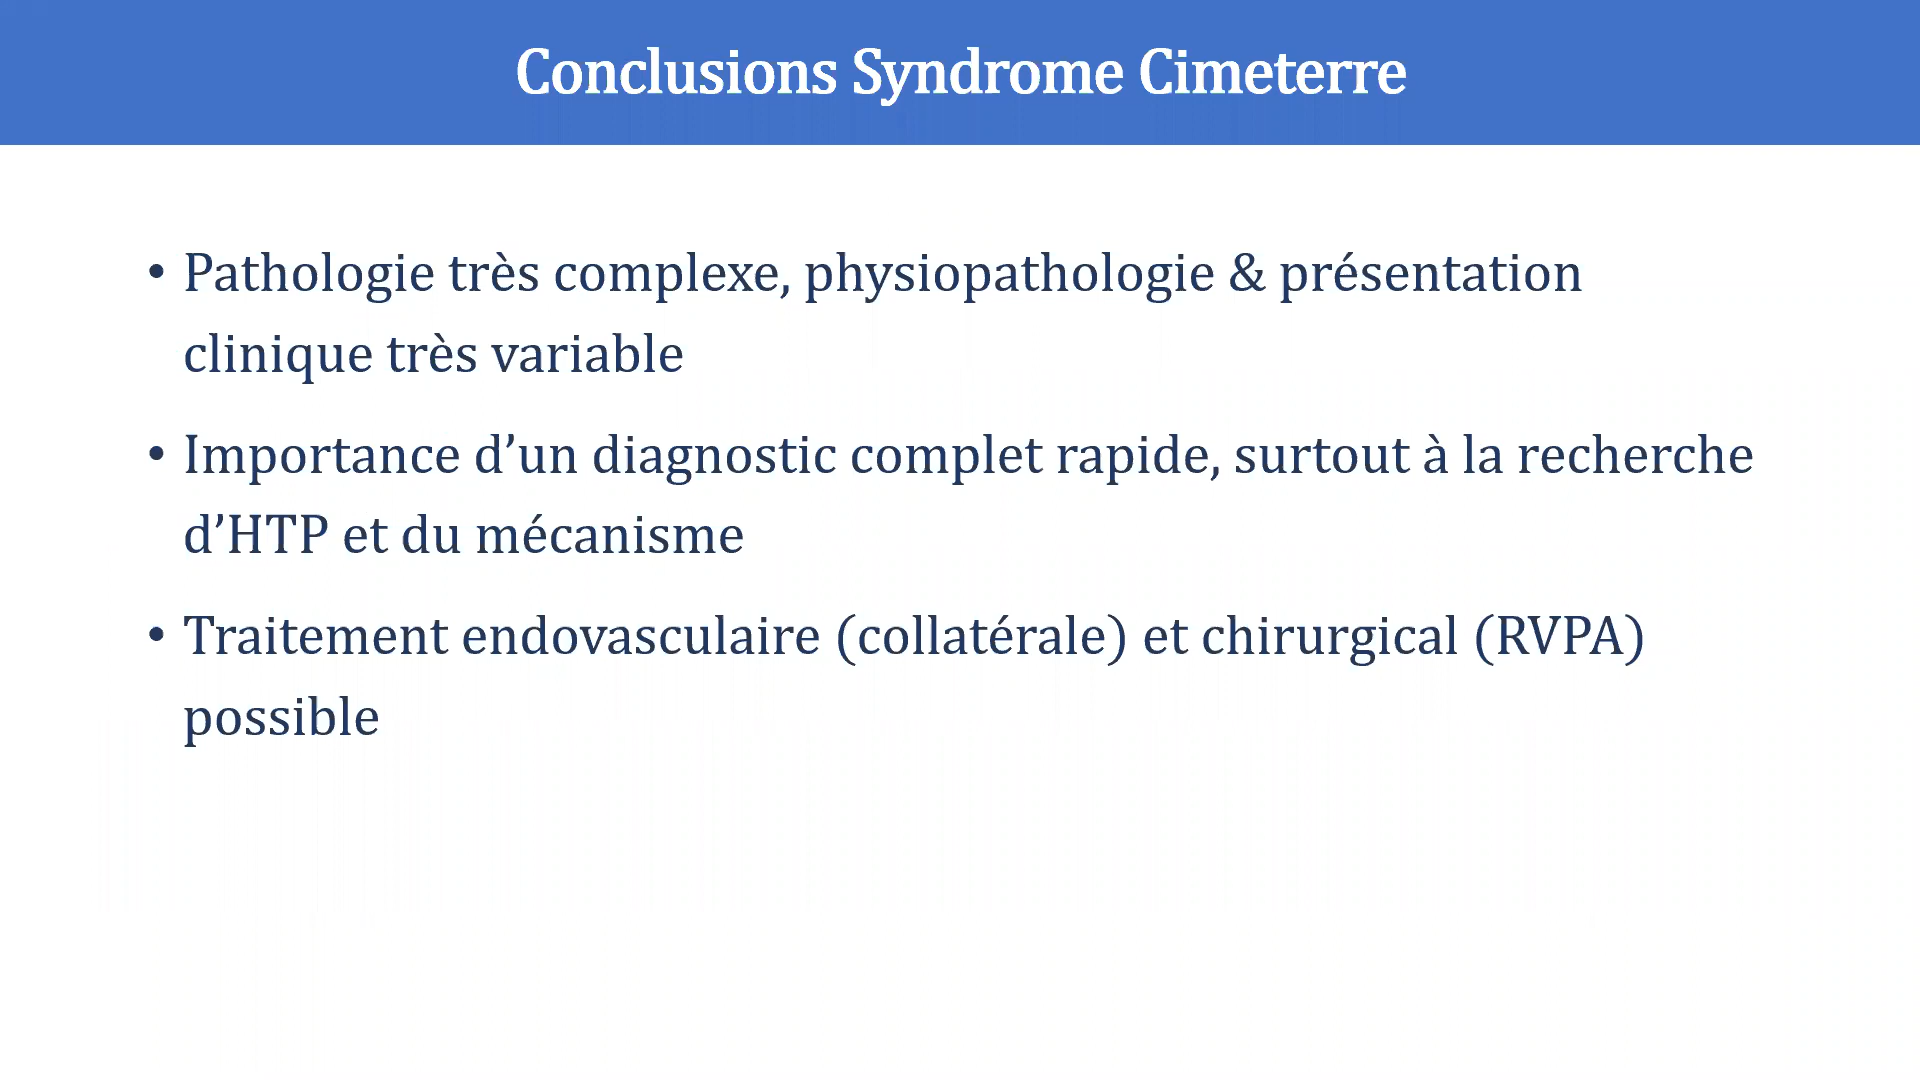 Conclusions Syndrome Cimeterre
• Pathologie très complexe, physiopathologie & présentation
clinique très variable
• Importance d’un diagnostic complet rapide, surtout à la recherche
d’HTP et du mécanisme
• Traitement endovasculaire (collatérale) et chirurgical (RVPA)
possible